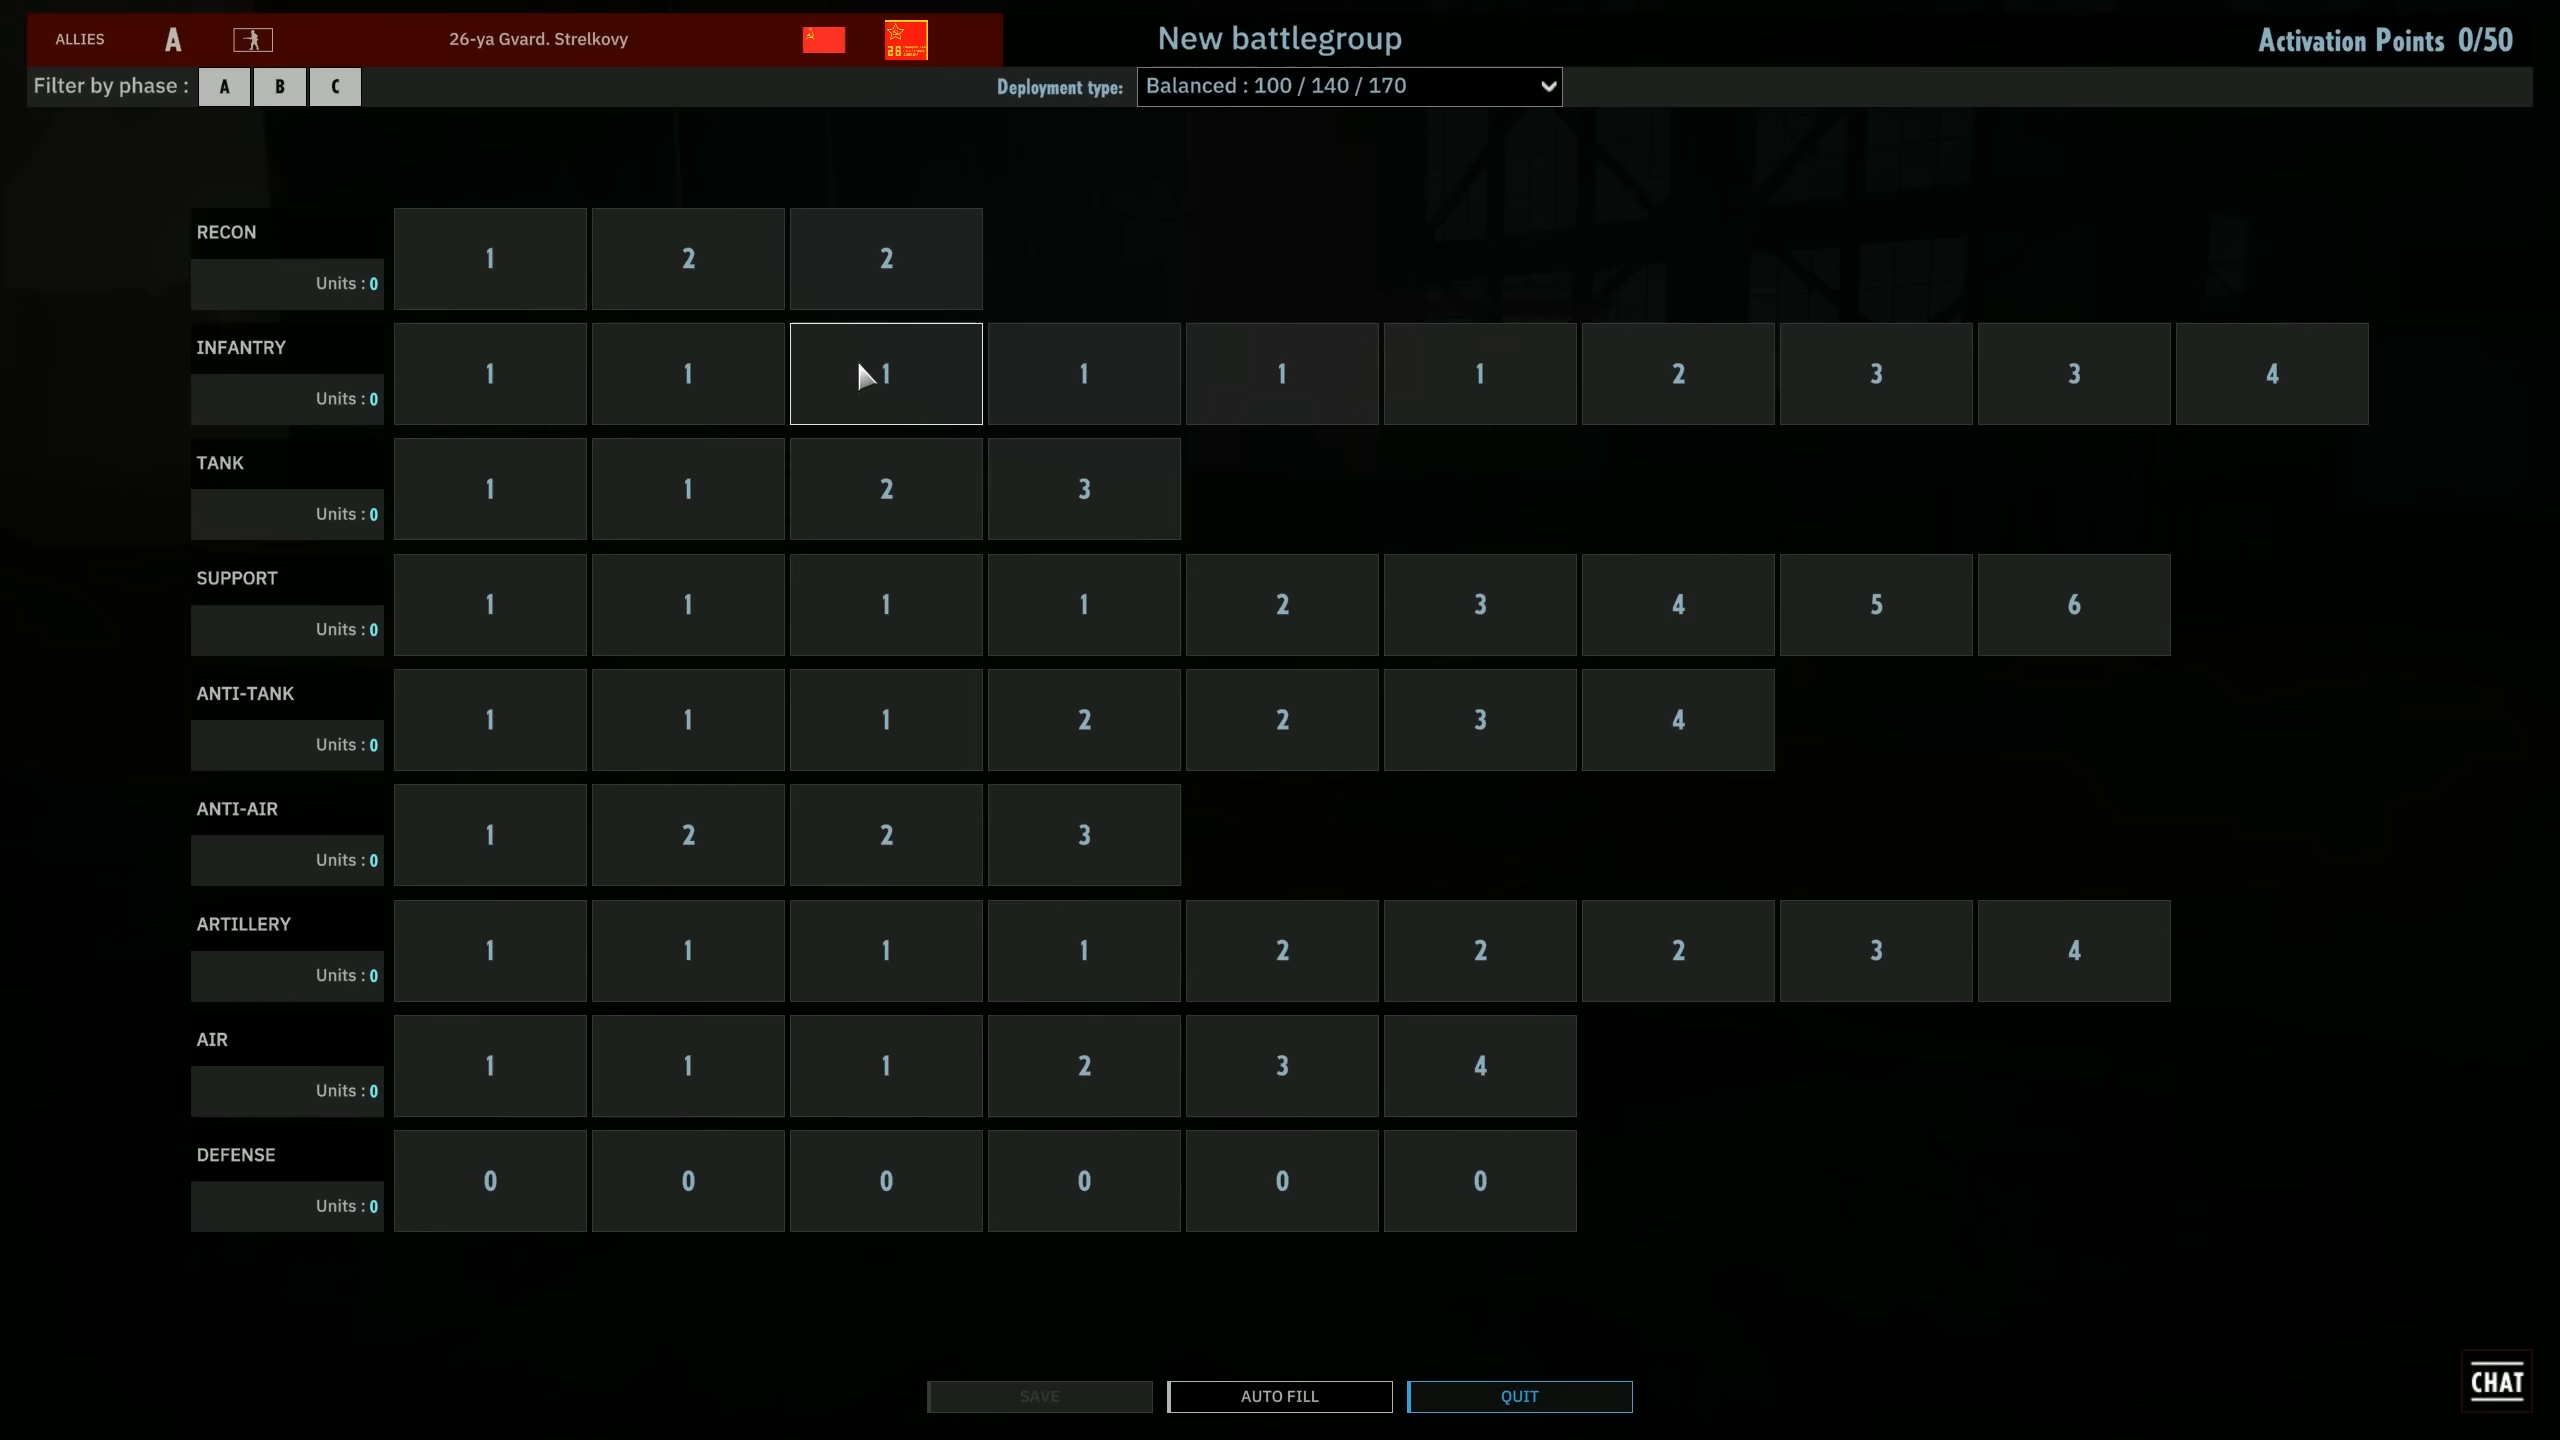 ALLIES A 26-ya Gvard. Strelkovy New battlegroup Activation Points 0/50
Filter by phase : A B C Deployment type: Balanced : 100 / 140 / 170
RECON
Units : 0
1 2 2
INFANTRY
Units : 0
1 1 1 1 1 1 2 3 3 4
TANK
Units : 0
1 1 2 3
SUPPORT
Units : 0
1 1 1 1 2 3 4 5 6
ANTI-TANK
Units : 0
1 1 1 2 2 3 4
ANTI-AIR
Units : 0
1 2 2 3
ARTILLERY
Units : 0
1 1 1 1 2 2 2 3 4
AIR
Units : 0
1 1 1 2 3 4
DEFENSE
Units : 0
0 0 0 0 0 0
SAVE AUTO FILL QUIT
CHAT